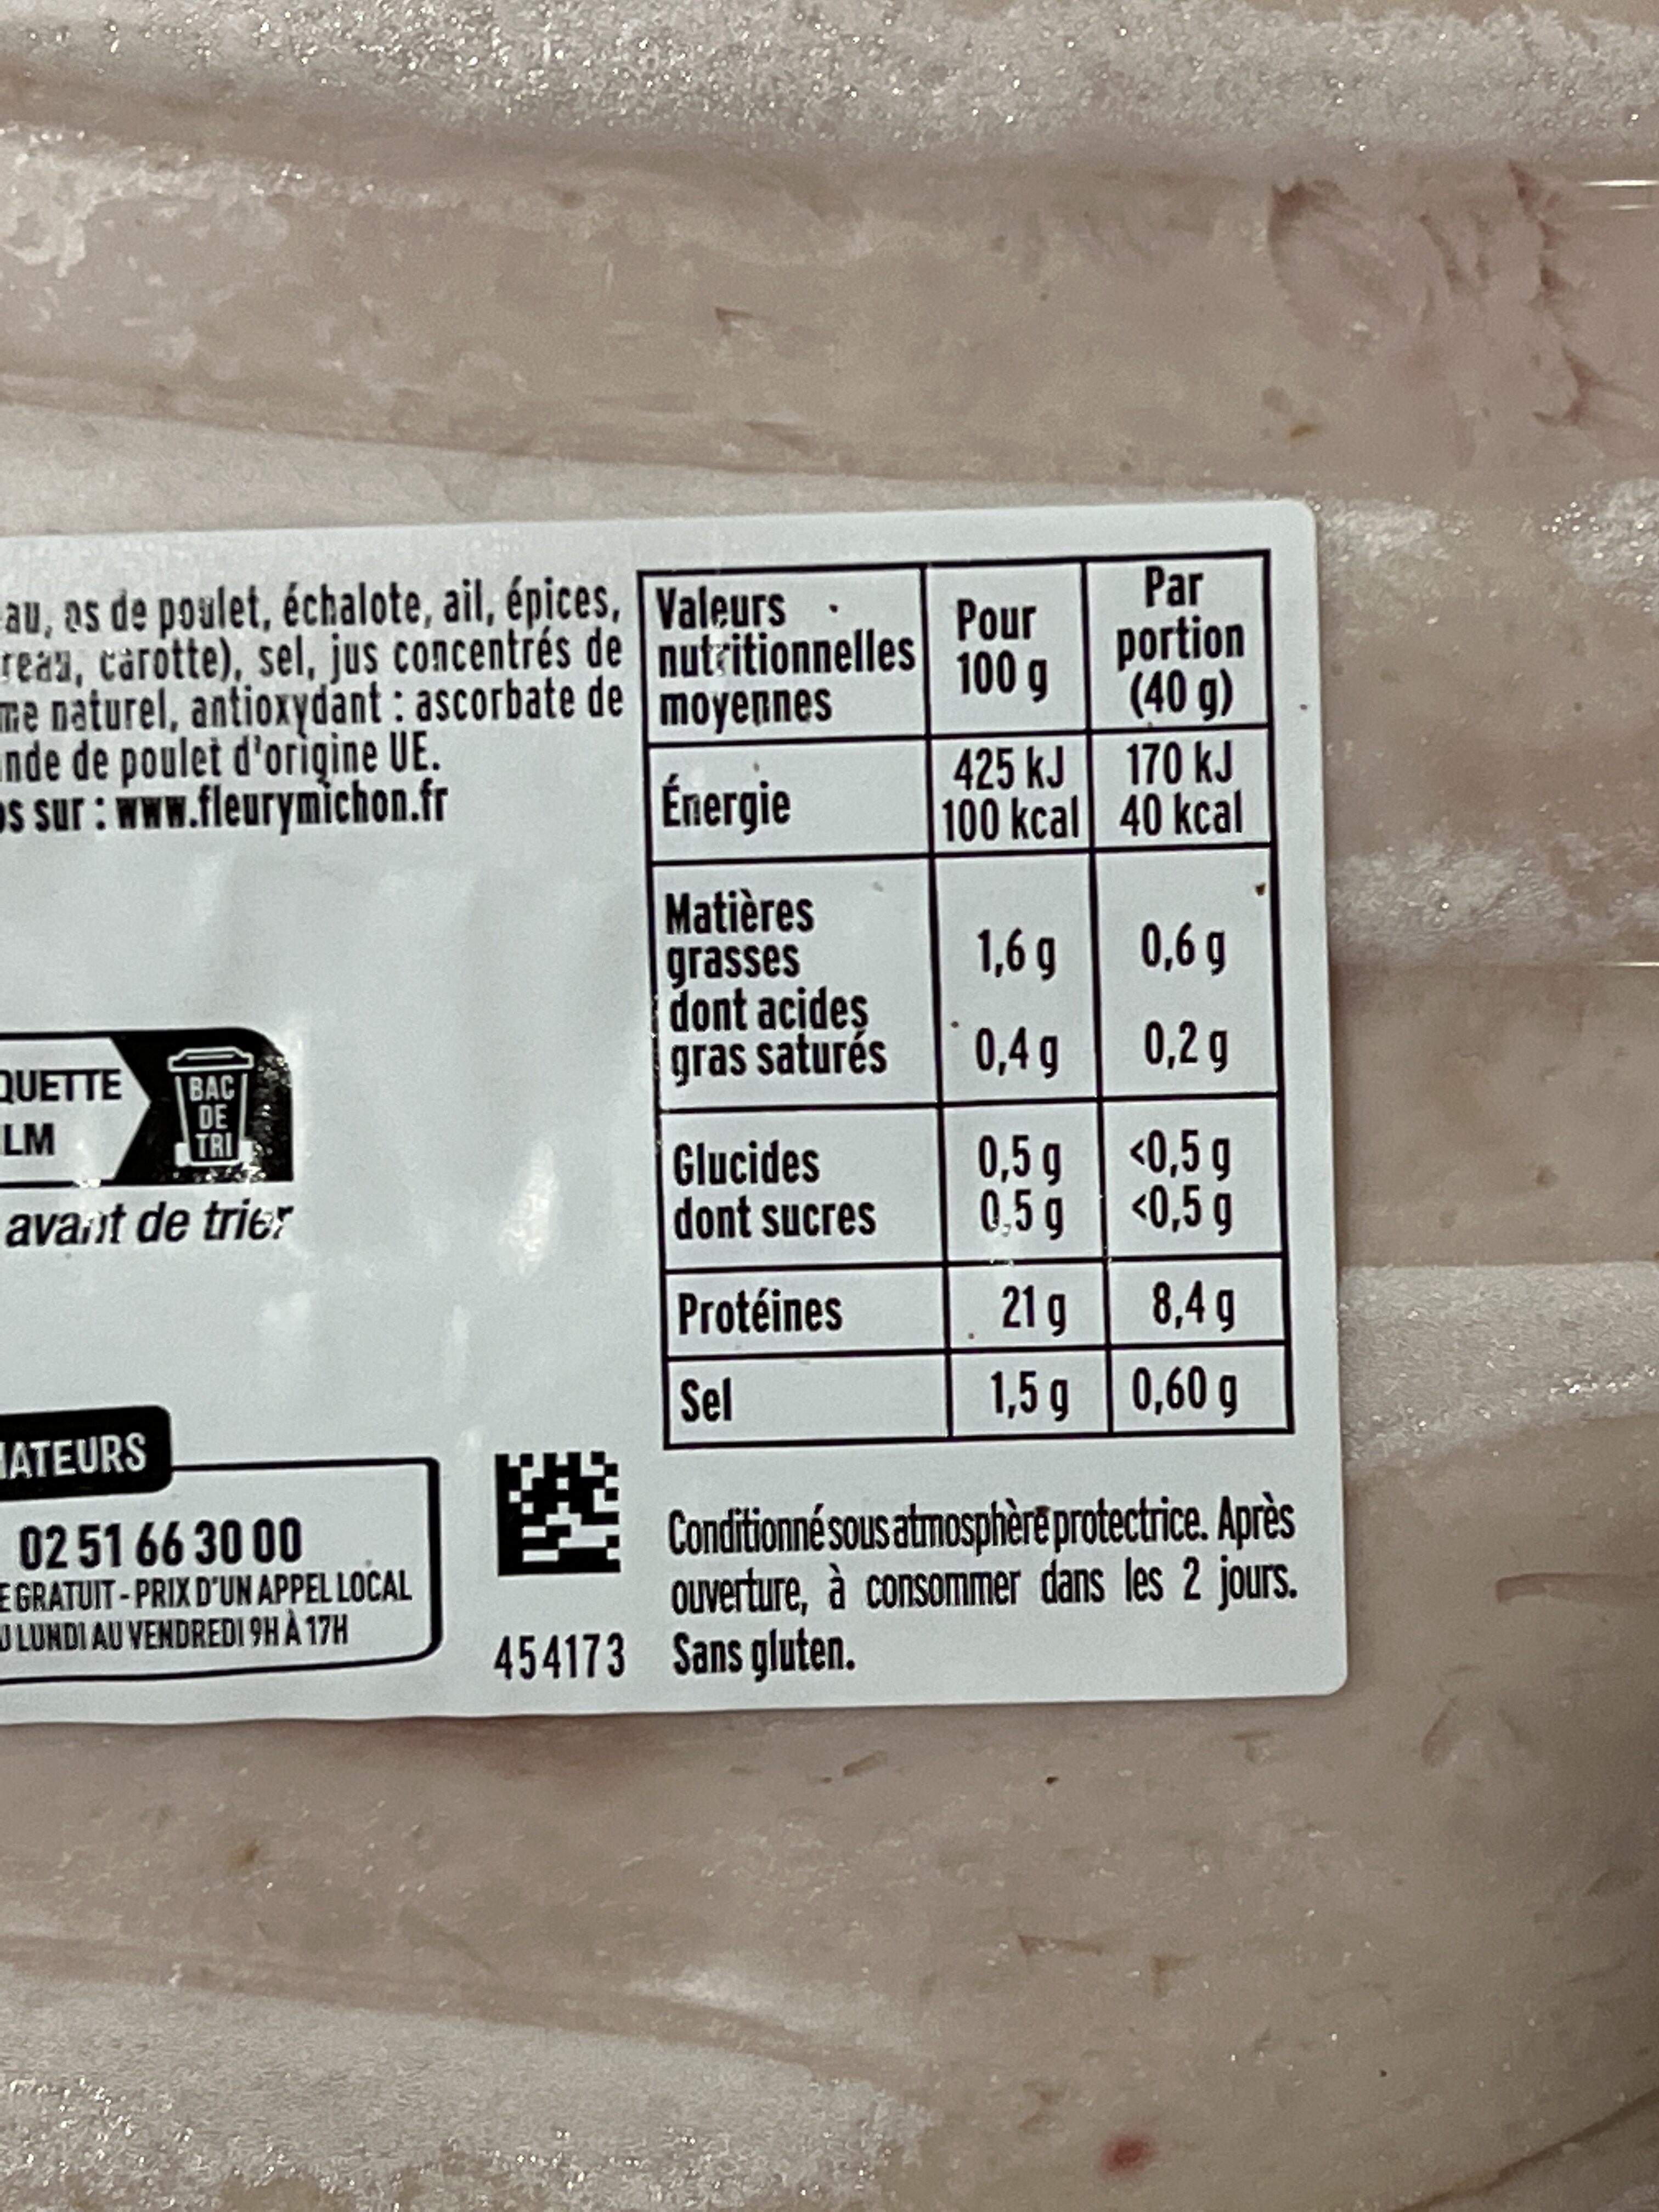 au, os de poulet, échalote, ail, épices,
carotte), sel, jus concentrés de
naturel, antioxydant : ascorbate de
de poulet d'origine UE.
sur : www.fleurymichon.fr
QUETTE
LM
BAC
DE
TRI
avant de trier
MATEURS
02 51 66 30 00
GRATUIT - PRIX D'UN APPEL LOCAL
LUNDI AU VENDREDI 9H À 17H
454173
Valeurs nutritionnelles moyennes Pour 100 g Par portion (40 g)
Énergie 425 kJ 170 kJ
100 kcal 40 kcal
Matières
grasses 1,6 g 0,6 g
dont acides
gras saturés 0,4 g 0,2 g
Glucides 0,5 g <0,5 g
dont sucres 0,5 g <0,5 g
Protéines 21 g 8,4 g
Sel 1,5 g 0,60 g
Conditionné sous atmosphère protectrice. Après
ouverture, à consommer dans les 2 jours.
Sans gluten.